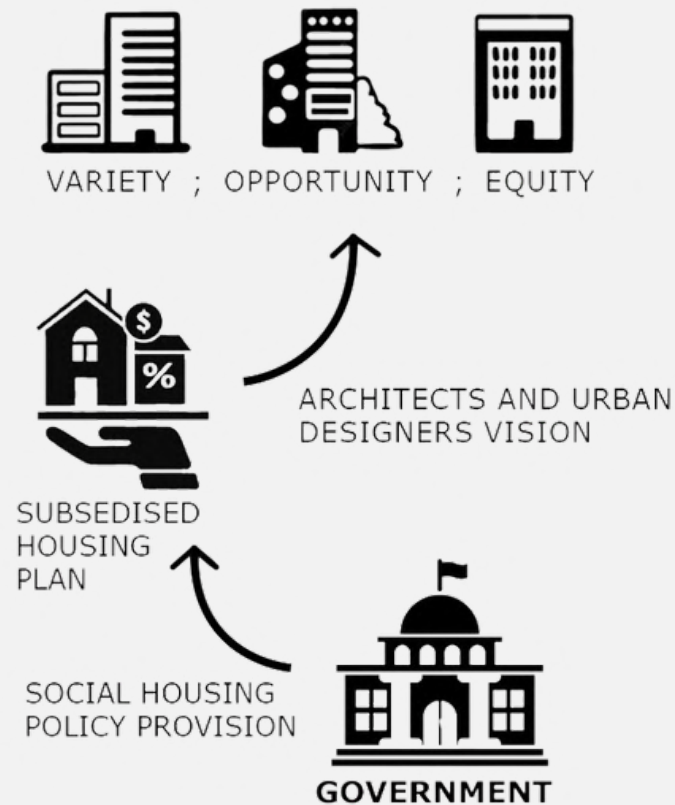 VARIETY ; OPPORTUNITY ; EQUITY
$
%
ARCHITECTS AND URBAN
DESIGNERS VISION
SUBSEDISED
HOUSING
PLAN
SOCIAL HOUSING
POLICY PROVISION
GOVERNMENT